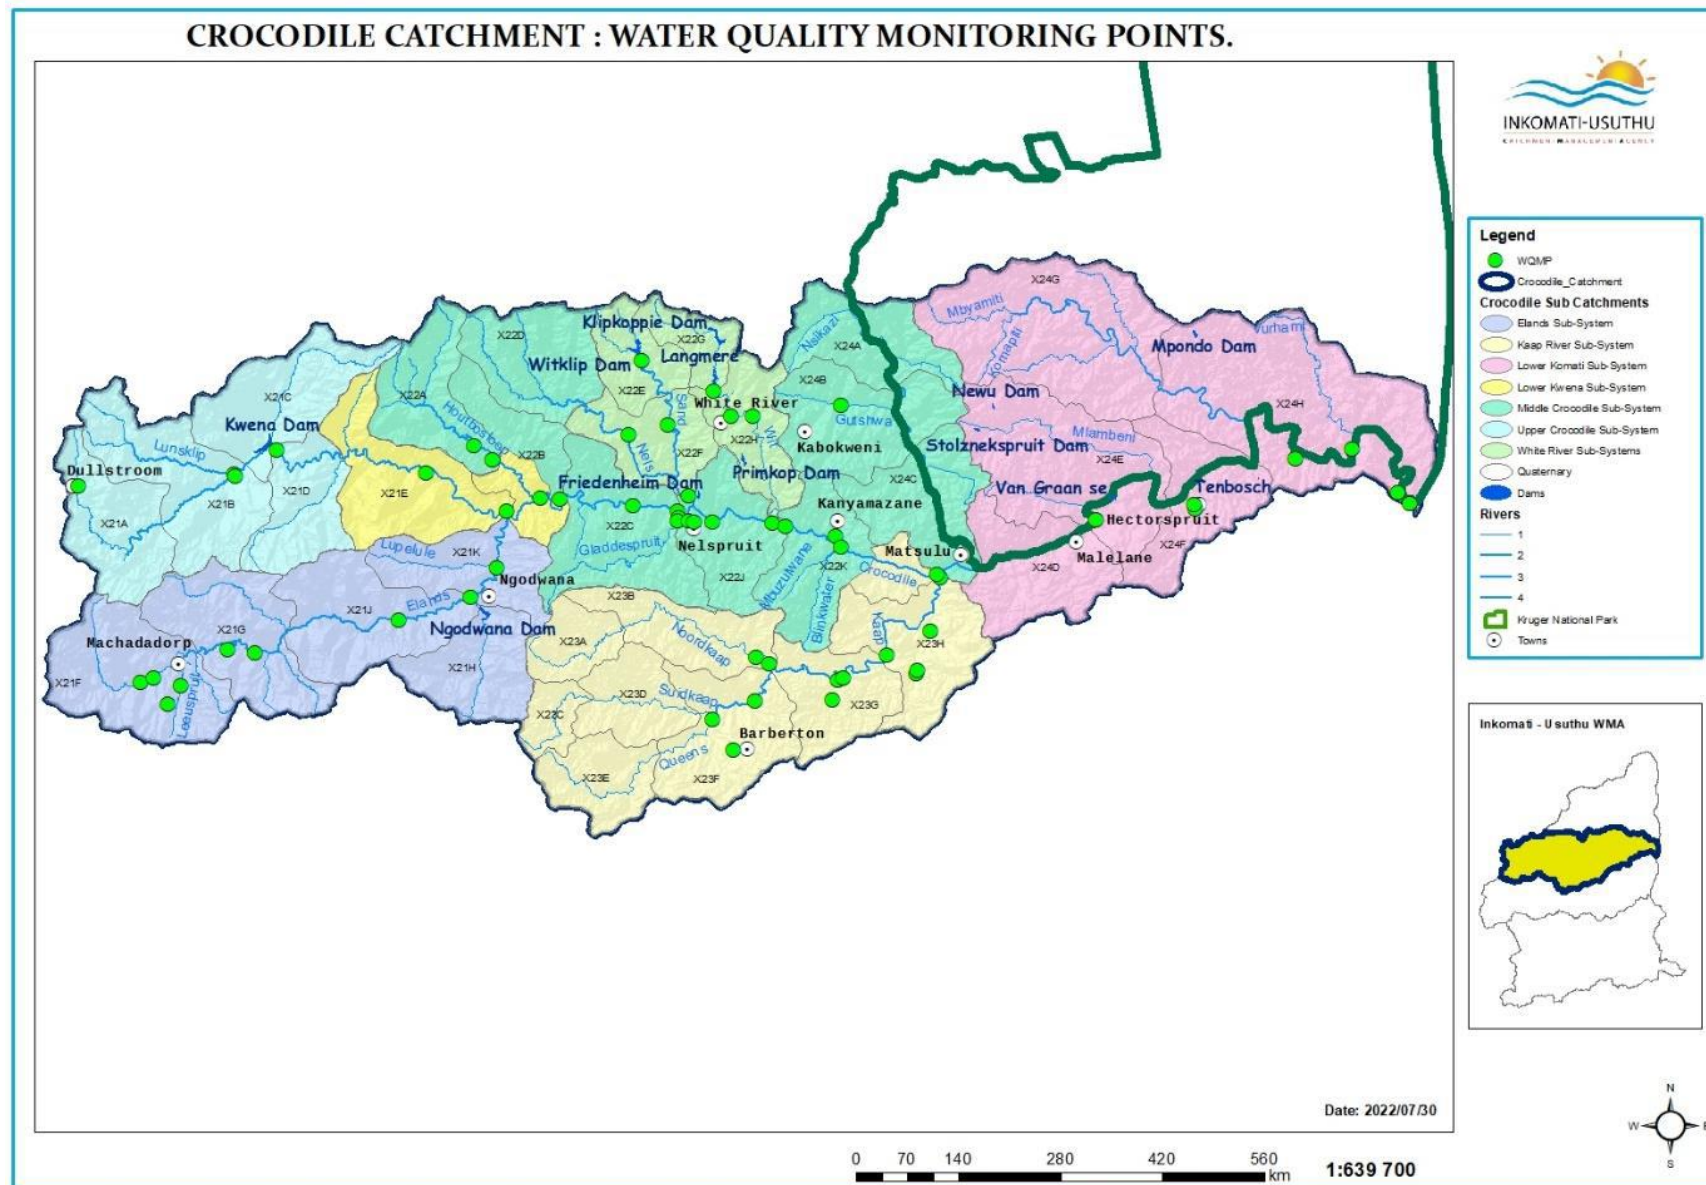 CROCODILE CATCHMENT : WATER QUALITY MONITORING POINTS.
INKOMATI-USUTHU
CATCHMENT MANAGEMENT AGENCY
Legend
WQMP
Crocodile_Catchment
Crocodile Sub Catchments
Elands Sub-System
Kaap River Sub-System
Lower Komati Sub-System
Lower Kwena Sub-System
Middle Crocodile Sub-System
Upper Crocodile Sub-System
White River Sub-Systems
Quaternary
Dams
Rivers
1
2
3
4
Kruger National Park
Towns
Inkomati - Usuthu WMA
X24G
Mbyamiti
Nsikazi
Komapiti
Mpondo Dam
X24A
Klipkoppie Dam
X22G
X22D
Langmere
Witklip Dam
X24B
X22E
Newu Dam
X21C
X22A
Houtbosloop
Sand
White River
Gutshwa
X24H
Kwena Dam
Kabokweni
Mlambeni
Stolznekspruit Dam
Lunsklip
X22H
Wit
Nels
X22F
X22B
Dullstroom
Primkop Dam
X24E
X24C
Friedenheim Dam
Van Graan se
Tenbosch
X21E
X21D
X21B
Kanyamazane
X21A
X22C
Hectorspruit
Nelspruit
Malelane
X24F
Gladdespruit
Lupelule
X21K
Matsulu
Mbuzulwane
X22K
Crocodile
X24D
Ngodwana
X22J
X23B
Elands
X21J
Blinkwater
Ngodwana Dam
Kaap
X21G
Machadadorp
X23A
Noordkaap
X23H
X21H
X21F
Leeuspruit
X23D
Suidkaap
X23G
X23C
Barberton
Queens
X23E
X23F
Date: 2022/07/30
N
W
E
S
0 70 140 280 420 560
km
1:639 700